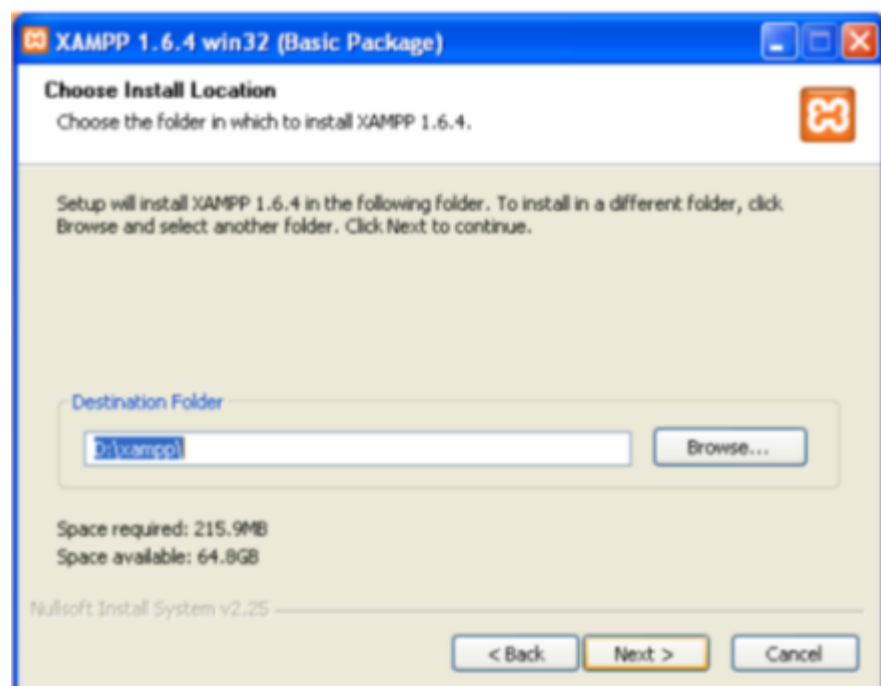 XAMPP 1.6.4 win32 (Basic Package)
Choose Install Location
Choose the folder in which to install XAMPP 1.6.4.
Setup will install XAMPP 1.6.4 in the following folder. To install in a different folder, click
Browse and select another folder. Click Next to continue.
Destination Folder
D:\xampp\
Browse...
Space required: 215.9MB
Space available: 64.8GB
Nullsoft Install System v2.25
< Back
Next >
Cancel